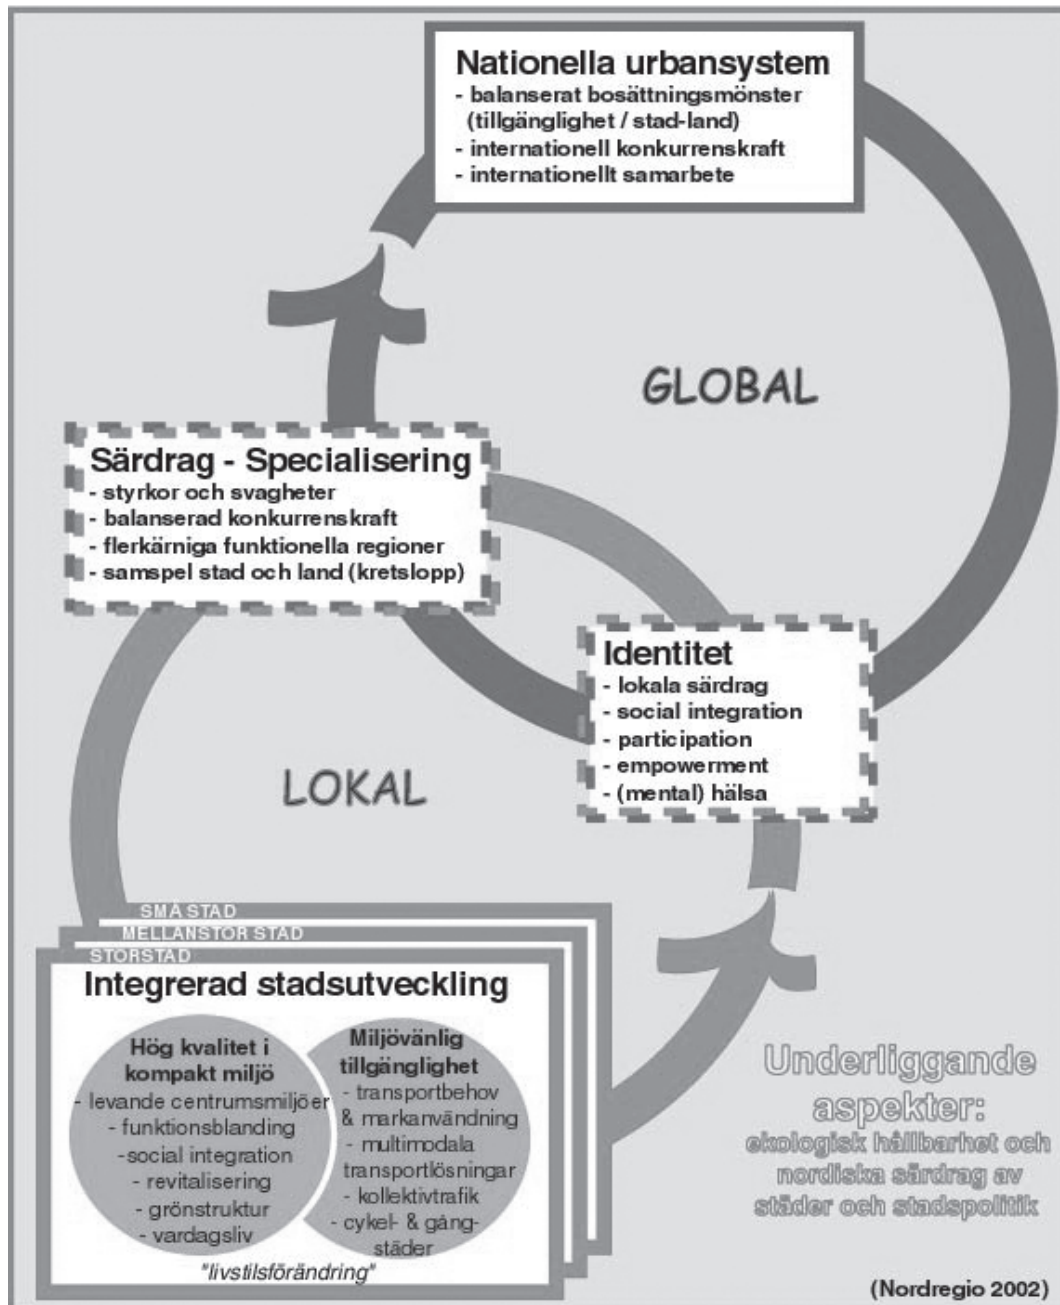 Nationella urbansystem
- balanserat bosättningsmönster
(tillgänglighet / stad-land)
- internationell konkurrenskraft
- internationellt samarbete
GLOBAL
Särdrag - Specialisering
- styrkor och svagheter
- balanserad konkurrenskraft
- flerkärniga funktionella regioner
- samspel stad och land (kretslopp)
Identitet
- lokala särdrag
- social integration
- participation
- empowerment
- (mental) hälsa
LOKAL
SMÅ STAD
MELLANSTOR STAD
STORSTAD
Integrerad stadsutveckling
Hög kvalitet i
kompakt miljö
- levande centrumsmiljöer
- funktionsblanding
-social integration
- revitalisering
- grönstruktur
- vardagsliv
Miljövänlig
tillgänglighet
- transportbehov
& markanvändning
- multimodala
transportlösningar
- kollektivtrafik
- cykel- & gång-
städer
"livstilsförändring"
Underliggande
aspekter:
ekologisk hållbarhet och
nordiska särdrag av
städer och stadspolitik
(Nordregio 2002)